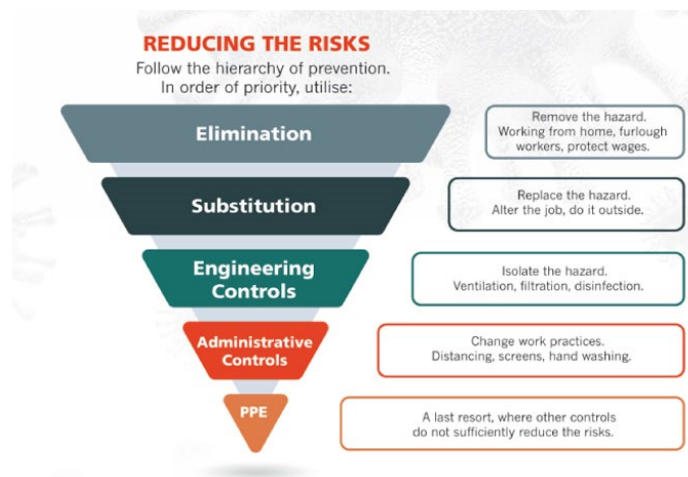 REDUCING THE RISKS
Follow the hierarchy of prevention.
In order of priority, utilise:
Elimination
Remove the hazard.
Working from home, furlough
workers, protect wages.
Substitution
Replace the hazard.
Alter the job, do it outside.
Engineering
Controls
Isolate the hazard.
Ventilation, filtration, disinfection.
Administrative
Controls
Change work practices.
Distancing, screens, hand washing.
PPE
A last resort, where other controls
do not sufficiently reduce the risks.